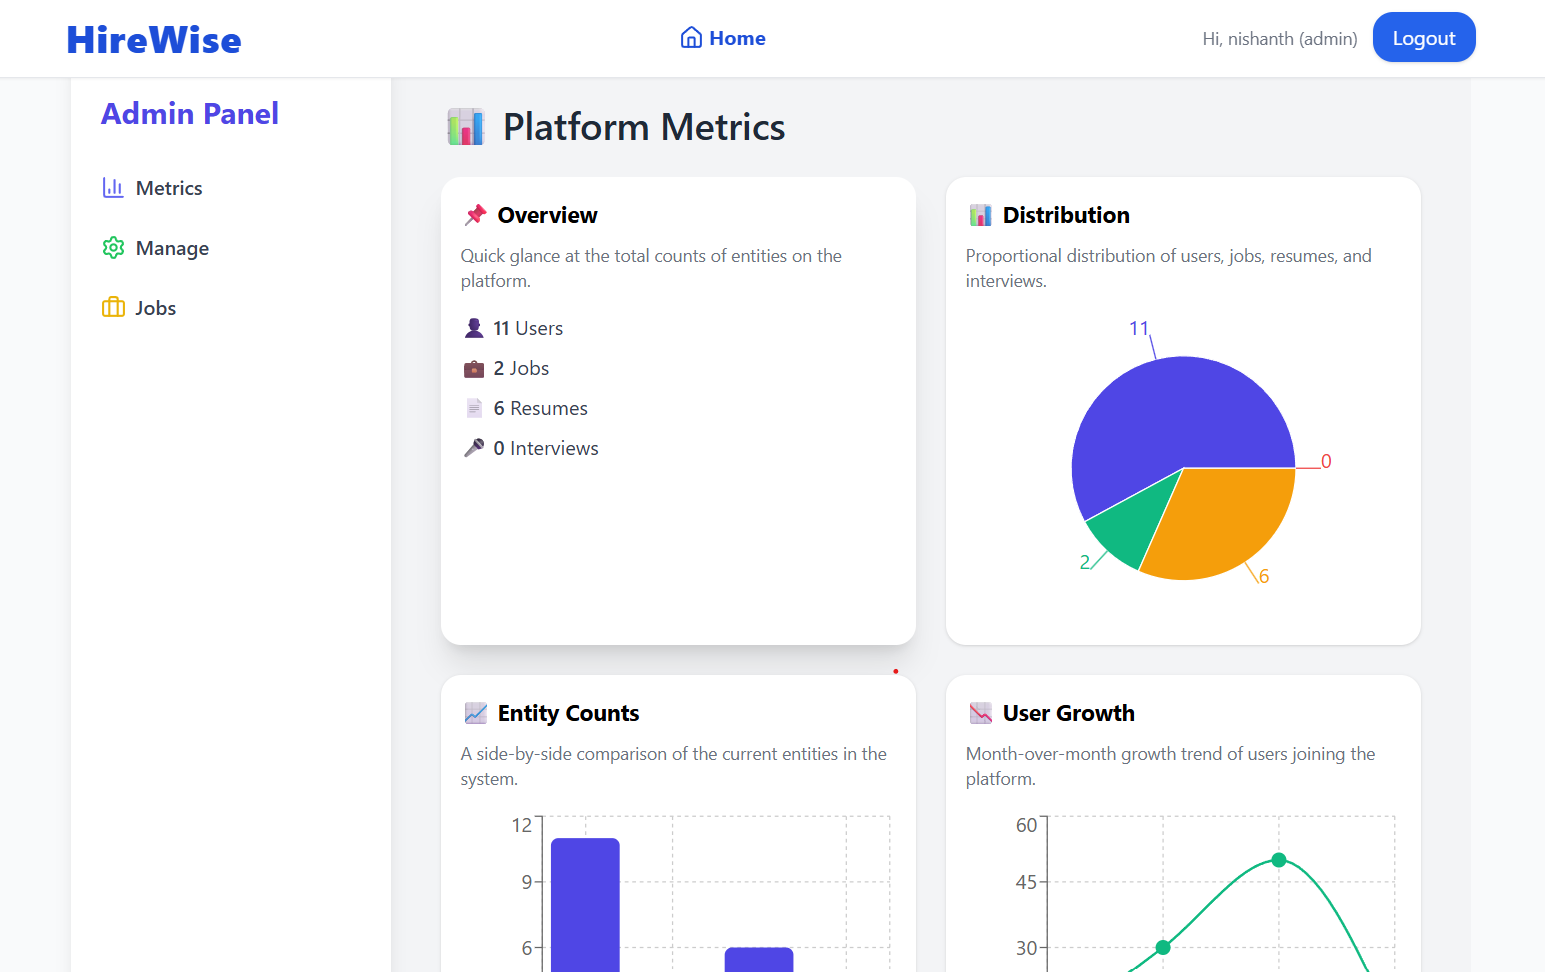 HireWise
Home
Hi, nishanth (admin)
Logout
Admin Panel
Metrics
Manage
Jobs
Platform Metrics
Overview
Quick glance at the total counts of entities on the
platform.
11 Users
2 Jobs
6 Resumes
0 Interviews
Distribution
Proportional distribution of users, jobs, resumes, and
interviews.
11
0
2
6
Entity Counts
A side-by-side comparison of the current entities in the
system.
12
9
6
User Growth
Month-over-month growth trend of users joining the
platform.
60
45
30